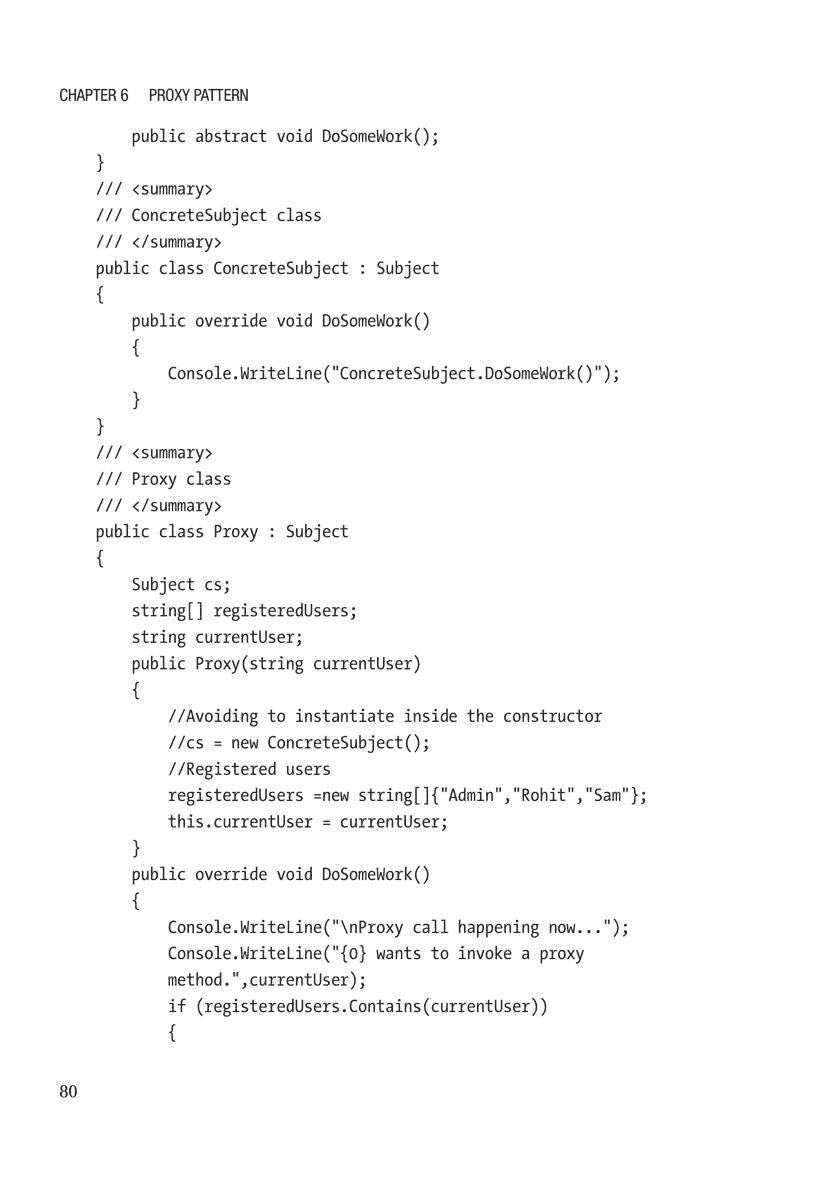 CHAPTER 6 PROXY PATTERN
public abstract void DoSomeWork();
}
/// <summary>
/// ConcreteSubject class
/// </summary>
public class ConcreteSubject : Subject
{
public override void DoSomeWork()
{
Console.WriteLine("ConcreteSubject.DoSomeWork()");
}
}
/// <summary>
/// Proxy class
/// </summary>
public class Proxy : Subject
{
Subject cs;
string[] registeredUsers;
string currentUser;
public Proxy(string currentUser)
{
//Avoiding to instantiate inside the constructor
//cs = new ConcreteSubject();
//Registered users
registeredUsers =new string[]{"Admin","Rohit","Sam"};
this.currentUser = currentUser;
}
public override void DoSomeWork()
{
Console.WriteLine("\nProxy call happening now...");
Console.WriteLine("{0} wants to invoke a proxy
method.",currentUser);
if (registeredUsers.Contains(currentUser))
{
80